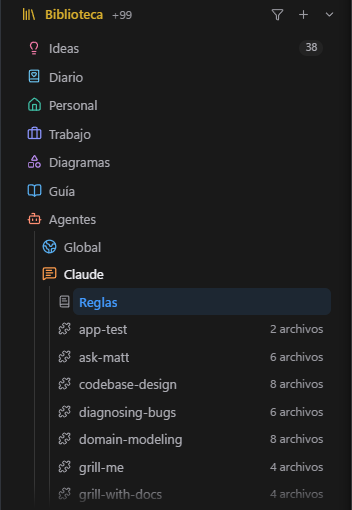 Biblioteca +99
Ideas 38
Diario
Personal
Trabajo
Diagramas
Guía
Agentes
Global
Claude
Reglas
app-test 2 archivos
ask-matt 6 archivos
codebase-design 8 archivos
diagnosing-bugs 6 archivos
domain-modeling 8 archivos
grill-me 4 archivos
grill-with-docs 4 archivos